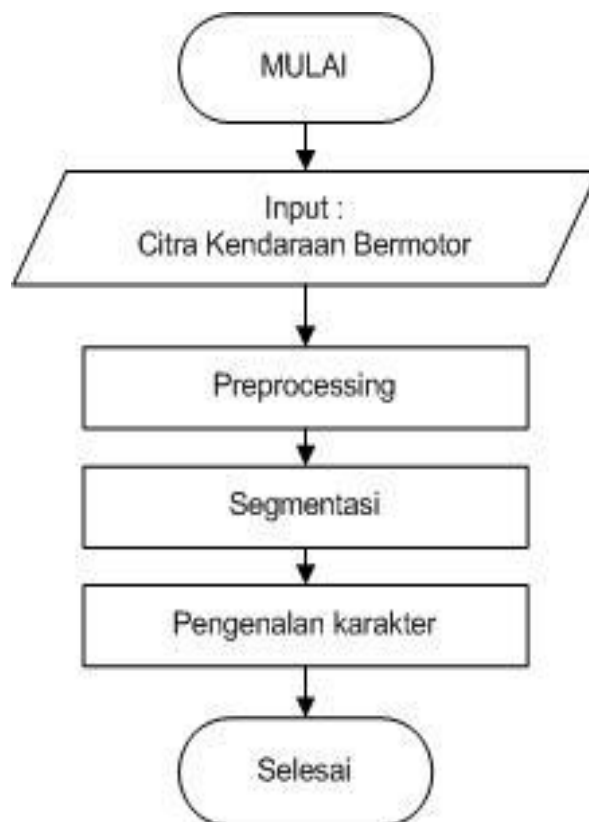 MULAI
Input :
Citra Kendaraan Bermotor
Preprocessing
Segmentasi
Pengenalan karakter
Selesai